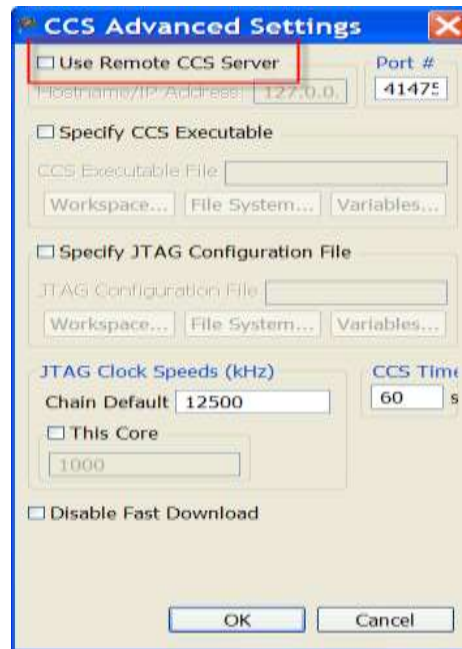 CCS Advanced Settings
Use Remote CCS Server
Port #
Hostname/IP Address: 127.0.0.
41475
Specify CCS Executable
CCS Executable File
Workspace... File System... Variables...
Specify JTAG Configuration File
JTAG Configuration File
Workspace... File System... Variables...
JTAG Clock Speeds (kHz)
CCS Time
Chain Default 12500
60 s
This Core
1000
Disable Fast Download
OK Cancel